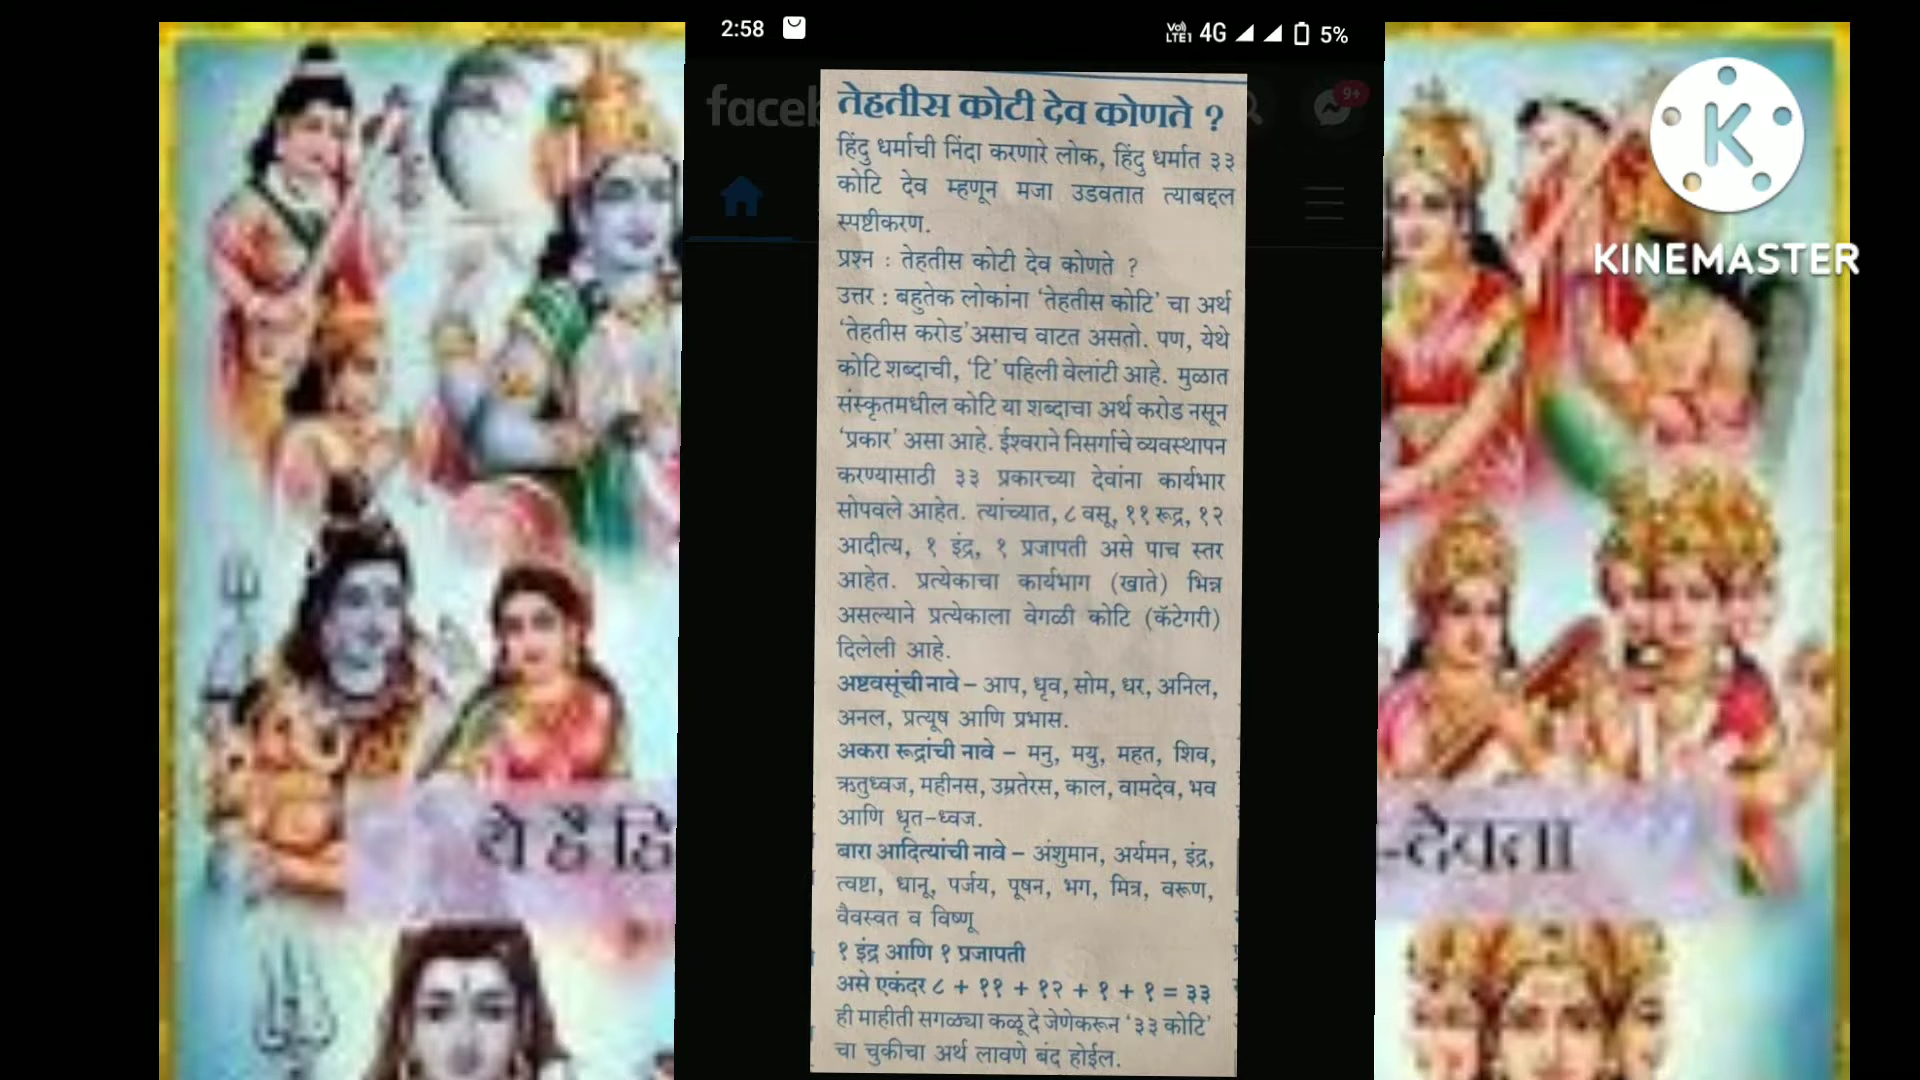 2:58
4G
5%
faceb
9+
KINEMASTER
तेहतीस कोटी देव कोणते ?
हिंदु धर्माची निंदा करणारे लोक, हिंदु धर्मात ३३
कोटि देव म्हणून मजा उडवतात त्याबद्दल
स्पष्टीकरण.
प्रश्न : तेहतीस कोटी देव कोणते ?
उत्तर : बहुतेक लोकांना 'तेहतीस कोटि' चा अर्थ
'तेहतीस करोड' असाच वाटत असतो. पण, येथे
कोटि शब्दाची, 'टि' पहिली वेलांटी आहे. मुळात
संस्कृतमधील कोटि या शब्दाचा अर्थ करोड नसून
'प्रकार' असा आहे. ईश्वराने निसर्गाचे व्यवस्थापन
करण्यासाठी ३३ प्रकारच्या देवांना कार्यभार
सोपवले आहेत. त्यांच्यात, ८ वसू, ११ रूद्र, १२
आदीत्य, १ इंद्र, १ प्रजापती असे पाच स्तर
आहेत. प्रत्येकाचा कार्यभाग (खाते) भिन्न
असल्याने प्रत्येकाला वेगळी कोटि (कॅटेगरी)
दिलेली आहे.
अष्टवसूंची नावे – आप, धृव, सोम, धर, अनिल,
अनल, प्रत्यूष आणि प्रभास.
अकरा रूद्रांची नावे – मनु, मयु, महत, शिव,
ऋतुध्वज, महीनस, उम्रतेरस, काल, वामदेव, भव
आणि धृत-ध्वज.
बारा आदित्यांची नावे – अंशुमान, अर्यमन, इंद्र,
त्वष्टा, धानू, पर्जय, पूषन, भग, मित्र, वरूण,
वैवस्वत व विष्णू
१ इंद्र आणि १ प्रजापती
असे एकंदर ८ + ११ + १२ + १ + १ = ३३
ही माहीती सगळ्या कळू दे जेणेकरून '३३ कोटि'
चा चुकीचा अर्थ लावणे बंद होईल.
ये हैं हि
-देवता